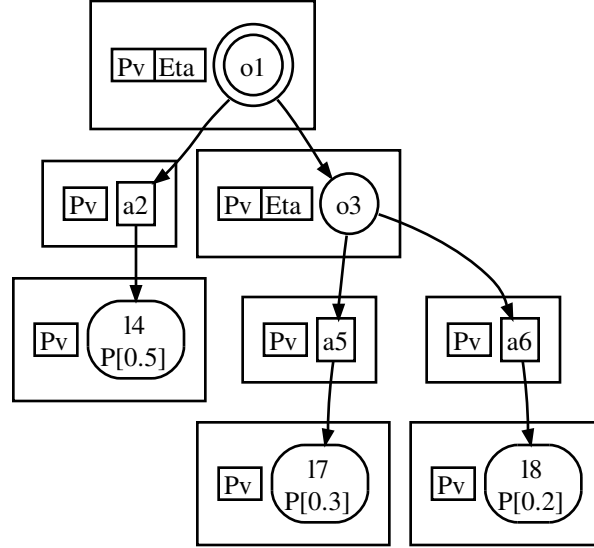 Pv Eta o1
Pv a2
Pv Eta o3
l4
Pv P[0.5]
Pv a5
Pv a6
l7
Pv P[0.3]
l8
Pv P[0.2]